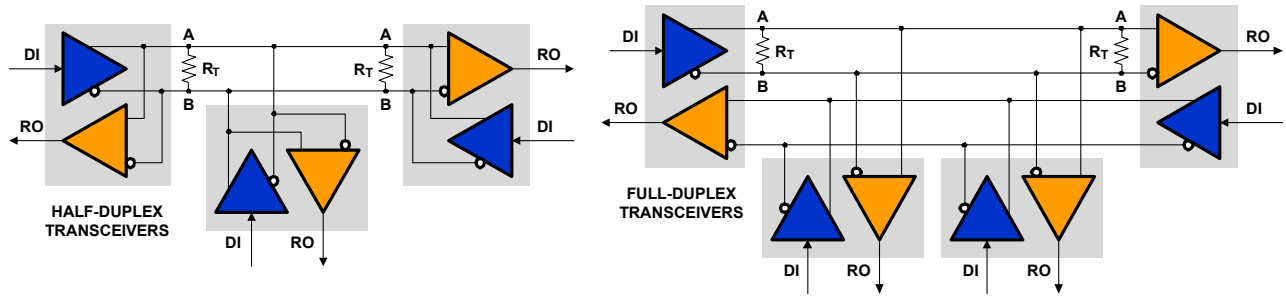 A
A
DI
RT
RT
RO
B
B
RO
DI
HALF-DUPLEX
TRANSCEIVERS
DI
RO
A
A
DI
RT
RT
RO
B
B
RO
DI
FULL-DUPLEX
TRANSCEIVERS
DI
RO
DI
RO